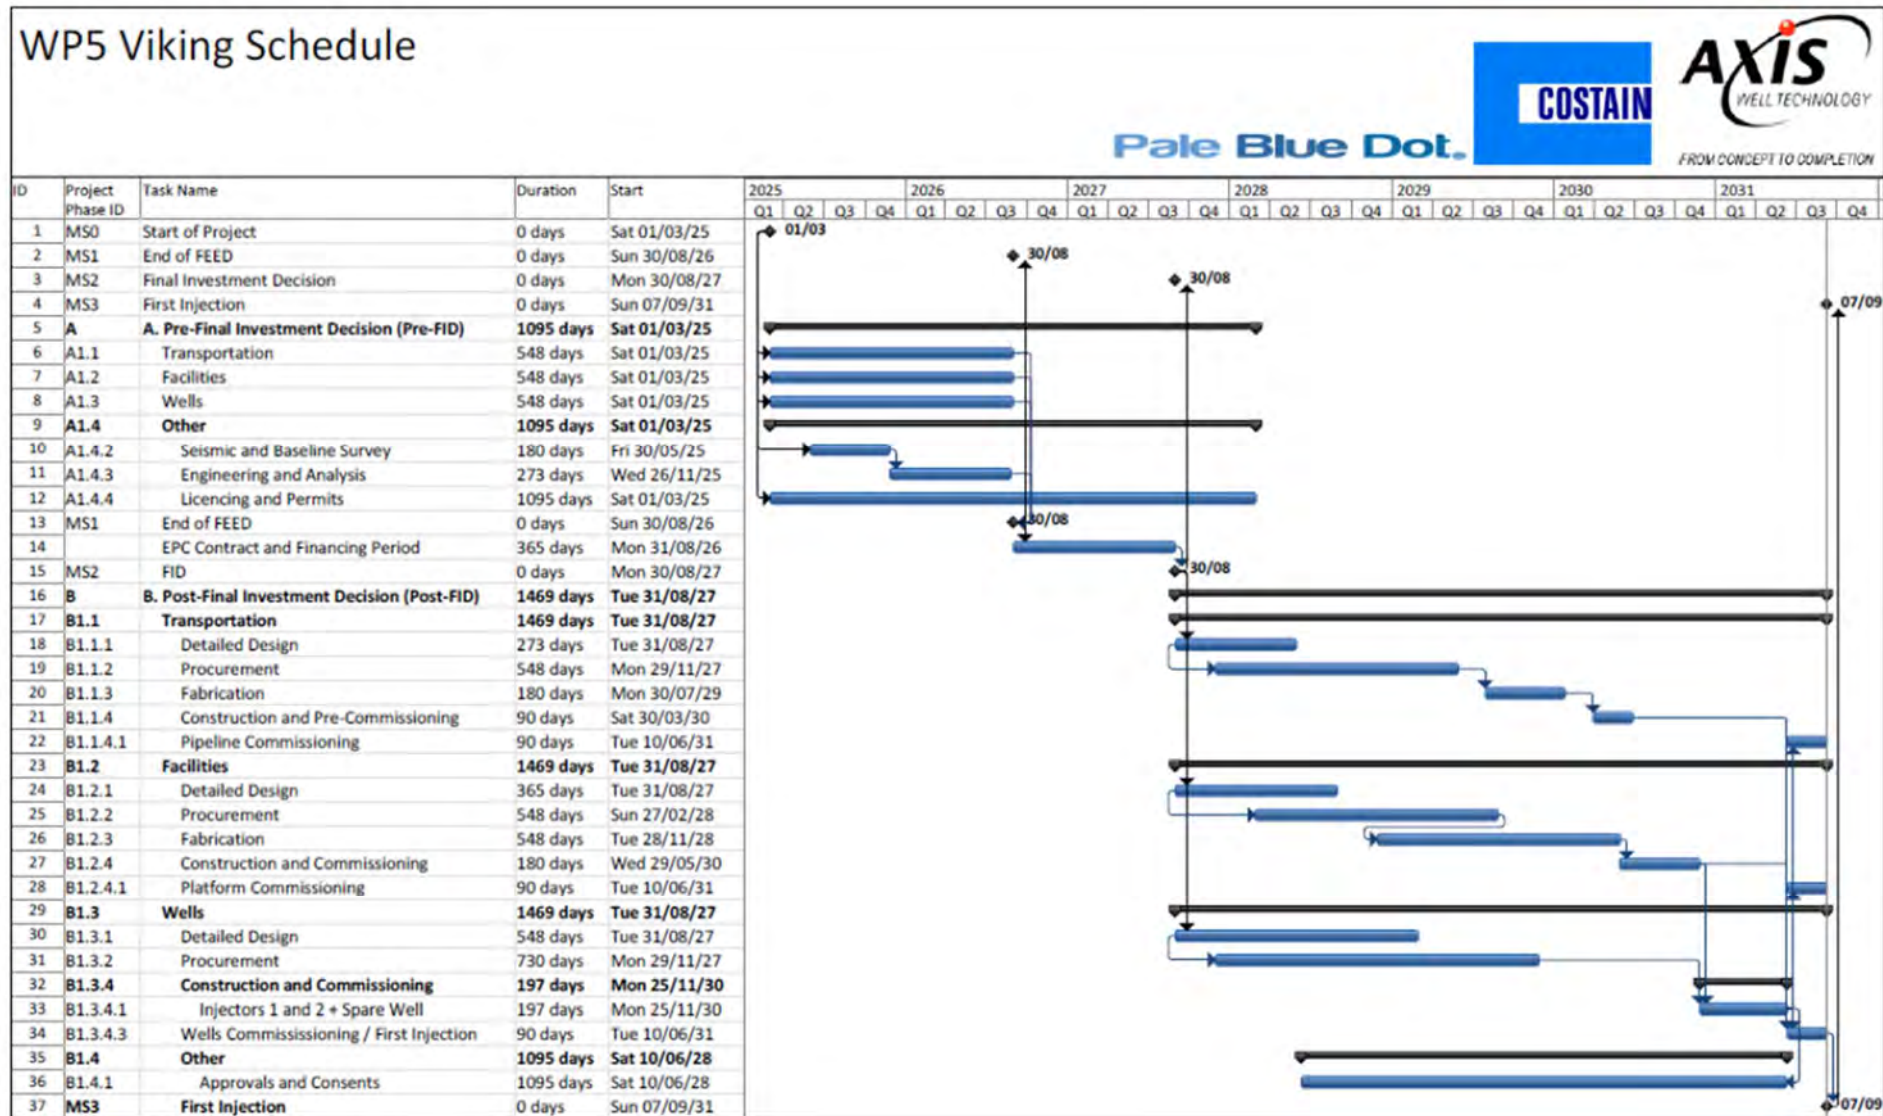 WP5 Viking Schedule
Pale Blue Dot.
COSTAIN
AXIS
WELL TECHNOLOGY
FROM CONCEPT TO COMPLETION
ID Project Phase ID Task Name Duration Start 2025 2026 2027 2028 2029 2030 2031
Q1 Q2 Q3 Q4 Q1 Q2 Q3 Q4 Q1 Q2 Q3 Q4 Q1 Q2 Q3 Q4 Q1 Q2 Q3 Q4 Q1 Q2 Q3 Q4 Q1 Q2 Q3 Q4
1 MS0 Start of Project 0 days Sat 01/03/25 01/03
2 MS1 End of FEED 0 days Sun 30/08/26 30/08
3 MS2 Final Investment Decision 0 days Mon 30/08/27 30/08
4 MS3 First Injection 0 days Sun 07/09/31 07/09
5 A A. Pre-Final Investment Decision (Pre-FID) 1095 days Sat 01/03/25
6 A1.1 Transportation 548 days Sat 01/03/25
7 A1.2 Facilities 548 days Sat 01/03/25
8 A1.3 Wells 548 days Sat 01/03/25
9 A1.4 Other 1095 days Sat 01/03/25
10 A1.4.2 Seismic and Baseline Survey 180 days Fri 30/05/25
11 A1.4.3 Engineering and Analysis 273 days Wed 26/11/25
12 A1.4.4 Licencing and Permits 1095 days Sat 01/03/25
13 MS1 End of FEED 0 days Sun 30/08/26 30/08
14 EPC Contract and Financing Period 365 days Mon 31/08/26
15 MS2 FID 0 days Mon 30/08/27 30/08
16 B B. Post-Final Investment Decision (Post-FID) 1469 days Tue 31/08/27
17 B1.1 Transportation 1469 days Tue 31/08/27
18 B1.1.1 Detailed Design 273 days Tue 31/08/27
19 B1.1.2 Procurement 548 days Mon 29/11/27
20 B1.1.3 Fabrication 180 days Mon 30/07/29
21 B1.1.4 Construction and Pre-Commissioning 90 days Sat 30/03/30
22 B1.1.4.1 Pipeline Commissioning 90 days Tue 10/06/31
23 B1.2 Facilities 1469 days Tue 31/08/27
24 B1.2.1 Detailed Design 365 days Tue 31/08/27
25 B1.2.2 Procurement 548 days Sun 27/02/28
26 B1.2.3 Fabrication 548 days Tue 28/11/28
27 B1.2.4 Construction and Commissioning 180 days Wed 29/05/30
28 B1.2.4.1 Platform Commissioning 90 days Tue 10/06/31
29 B1.3 Wells 1469 days Tue 31/08/27
30 B1.3.1 Detailed Design 548 days Tue 31/08/27
31 B1.3.2 Procurement 730 days Mon 29/11/27
32 B1.3.4 Construction and Commissioning 197 days Mon 25/11/30
33 B1.3.4.1 Injectors 1 and 2 + Spare Well 197 days Mon 25/11/30
34 B1.3.4.3 Wells Commississioning / First Injection 90 days Tue 10/06/31
35 B1.4 Other 1095 days Sat 10/06/28
36 B1.4.1 Approvals and Consents 1095 days Sat 10/06/28
37 MS3 First Injection 0 days Sun 07/09/31 07/09